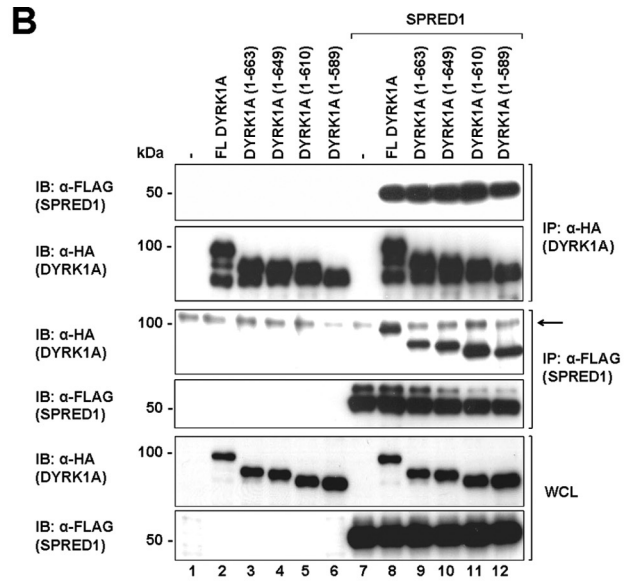 B
SPRED1
kDa
-
FL DYRK1A
DYRK1A (1-663)
DYRK1A (1-649)
DYRK1A (1-610)
DYRK1A (1-589)
-
FL DYRK1A
DYRK1A (1-663)
DYRK1A (1-649)
DYRK1A (1-610)
DYRK1A (1-589)
IB: α-FLAG
(SPRED1)
50 -
IB: α-HA
(DYRK1A)
100 -
IP: α-HA
(DYRK1A)
IB: α-HA
(DYRK1A)
100 -
IB: α-FLAG
(SPRED1)
50 -
IP: α-FLAG
(SPRED1)
IB: α-HA
(DYRK1A)
100 -
IB: α-FLAG
(SPRED1)
50 -
WCL
1 2 3 4 5 6 7 8 9 10 11 12